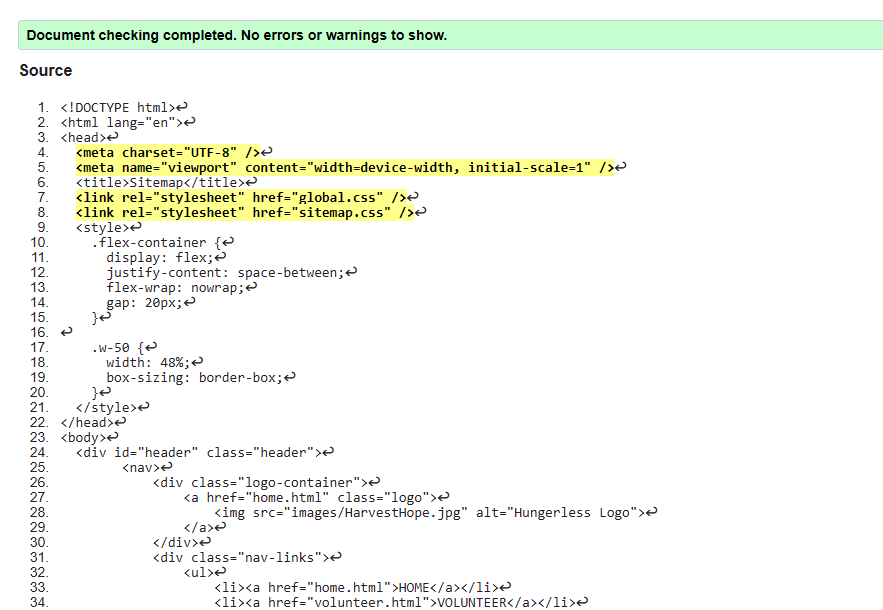 Document checking completed. No errors or warnings to show.
Source
1. <!DOCTYPE html>↩
2. <html lang="en">↩
3. <head>↩
4.   <meta charset="UTF-8" />↩
5.   <meta name="viewport" content="width=device-width, initial-scale=1" />↩
6.   <title>Sitemap</title>↩
7.   <link rel="stylesheet" href="global.css" />↩
8.   <link rel="stylesheet" href="sitemap.css" />↩
9.   <style>↩
10.     .flex-container {↩
11.       display: flex;↩
12.       justify-content: space-between;↩
13.       flex-wrap: nowrap;↩
14.       gap: 20px;↩
15.     }↩
16. ↩
17.     .w-50 {↩
18.       width: 48%;↩
19.       box-sizing: border-box;↩
20.     }↩
21.   </style>↩
22. </head>↩
23. <body>↩
24.   <div id="header" class="header">↩
25.         <nav>↩
26.             <div class="logo-container">↩
27.                 <a href="home.html" class="logo">↩
28.                     <img src="images/HarvestHope.jpg" alt="Hungerless Logo">↩
29.                 </a>↩
30.             </div>↩
31.             <div class="nav-links">↩
32.                 <ul>↩
33.                     <li><a href="home.html">HOME</a></li>↩
34.                     <li><a href="volunteer.html">VOLUNTEER</a></li>↩